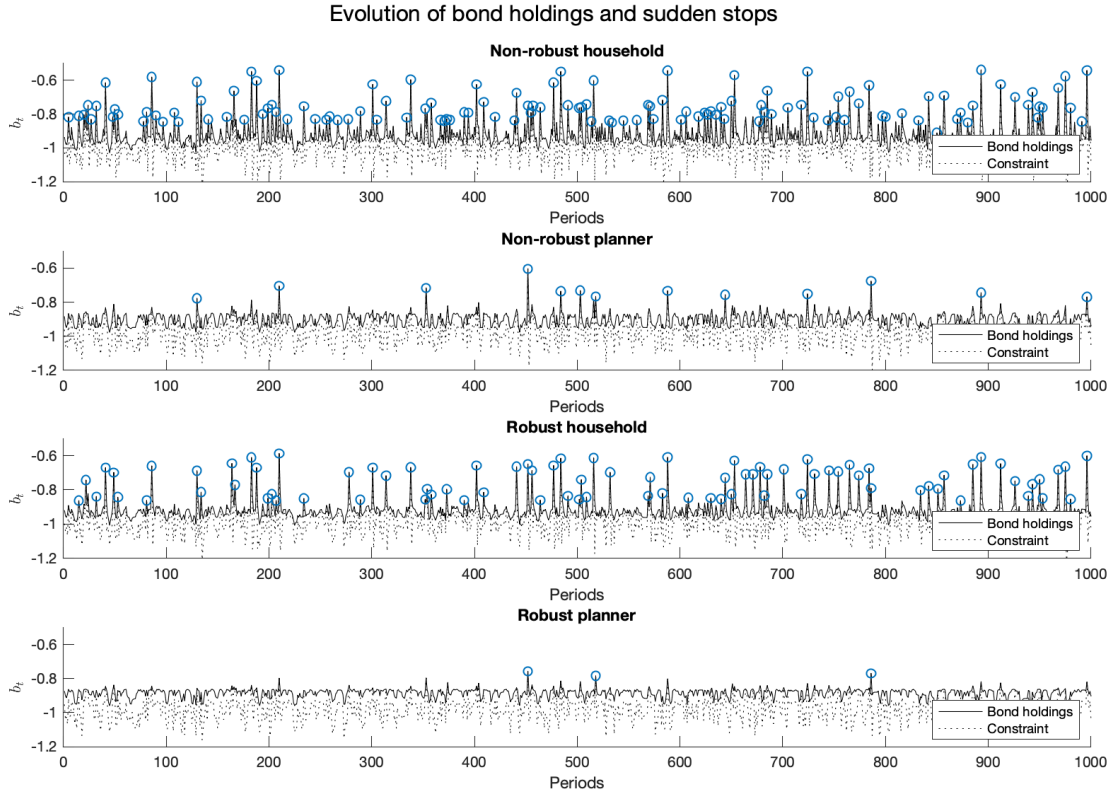 Evolution of bond holdings and sudden stops
Non-robust household
-0.6
-0.8
-1
-1.2
b_t
0 100 200 300 400 500 600 700 800 900 1000
Periods
Bond holdings
Constraint
Non-robust planner
-0.6
-0.8
-1
-1.2
b_t
0 100 200 300 400 500 600 700 800 900 1000
Periods
Bond holdings
Constraint
Robust household
-0.6
-0.8
-1
-1.2
b_t
0 100 200 300 400 500 600 700 800 900 1000
Periods
Bond holdings
Constraint
Robust planner
-0.6
-0.8
-1
-1.2
b_t
0 100 200 300 400 500 600 700 800 900 1000
Periods
Bond holdings
Constraint